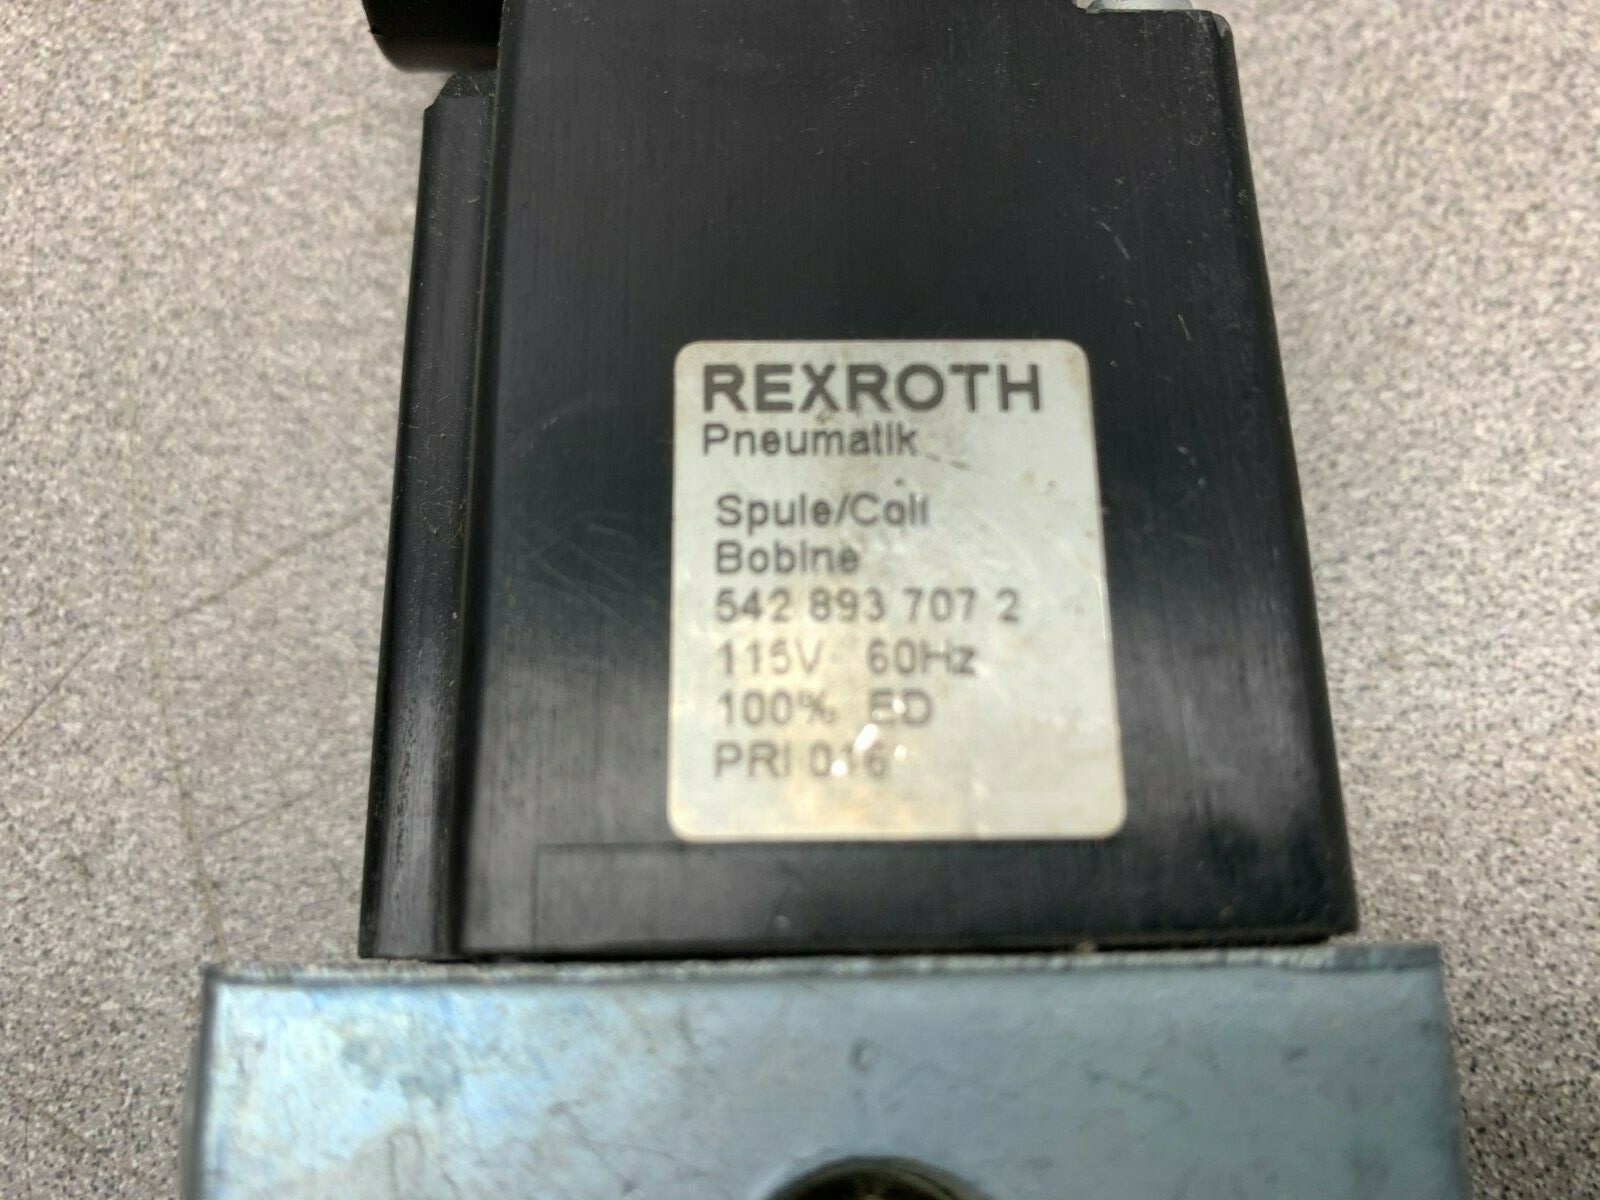 REXROTH
Pneumatik
Spule/Coil
Bobine
542 893 707 2
115V 60Hz
100% ED
PRI 016